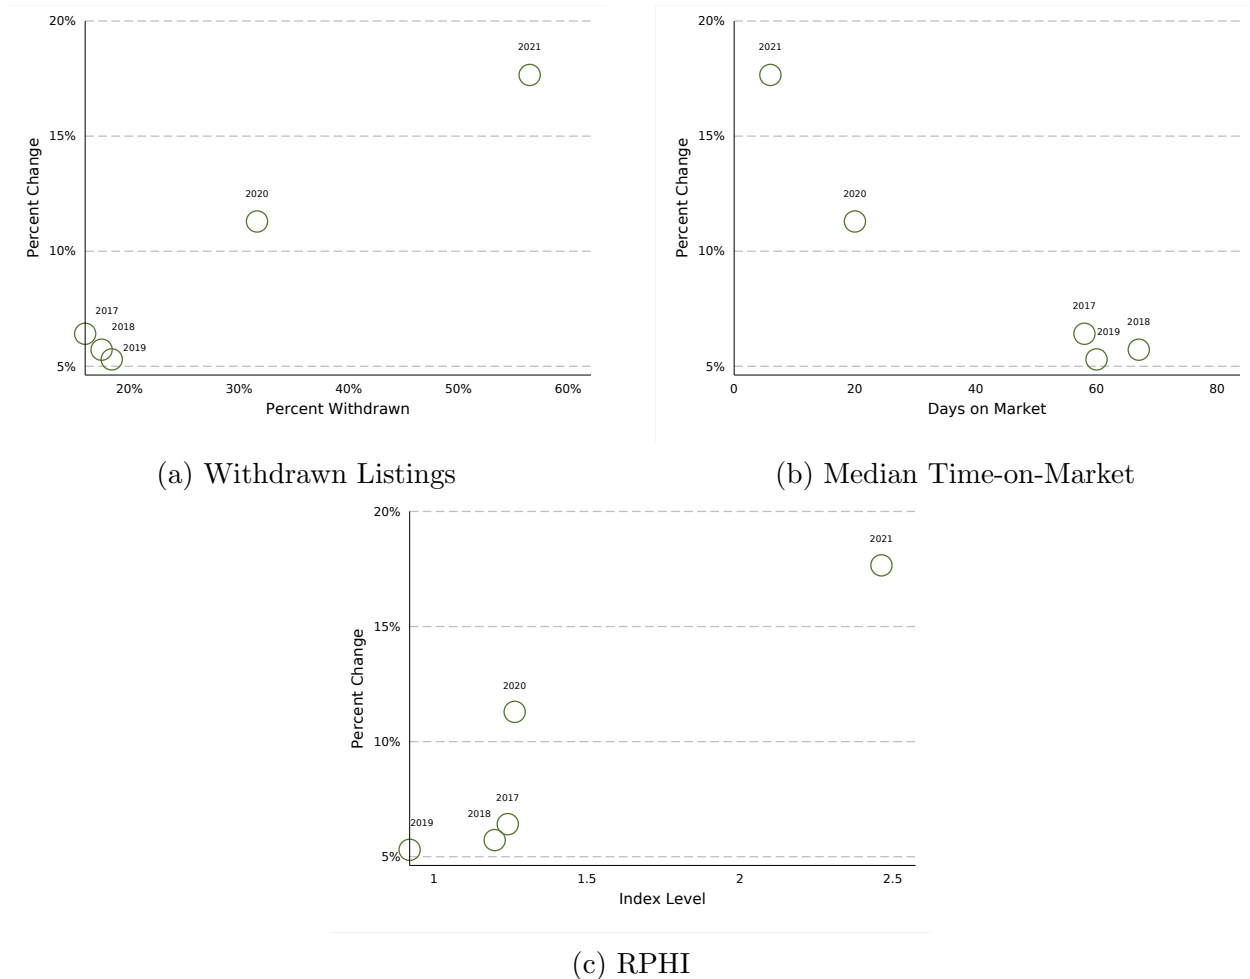 20%
15%
10%
5%
Percent Change
2021
2020
2017
2018
2019
20% 30% 40% 50% 60%
Percent Withdrawn
(a) Withdrawn Listings
20%
15%
10%
5%
Percent Change
2021
2020
2017
2019
2018
0 20 40 60 80
Days on Market
(b) Median Time-on-Market
20%
15%
10%
5%
Percent Change
2021
2020
2017
2018
2019
1 1.5 2 2.5
Index Level
(c) RPHI